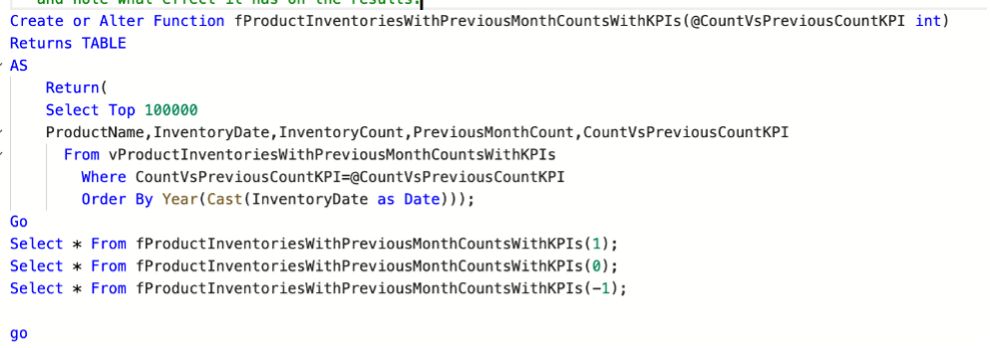 and note what effect it has on the results.
Create or Alter Function fProductInventoriesWithPreviousMonthCountsWithKPIs(@CountVsPreviousCountKPI int)
Returns TABLE
AS
Return(
Select Top 100000
ProductName,InventoryDate,InventoryCount,PreviousMonthCount,CountVsPreviousCountKPI
From vProductInventoriesWithPreviousMonthCountsWithKPIs
Where CountVsPreviousCountKPI=@CountVsPreviousCountKPI
Order By Year(Cast(InventoryDate as Date)));
Go
Select * From fProductInventoriesWithPreviousMonthCountsWithKPIs(1);
Select * From fProductInventoriesWithPreviousMonthCountsWithKPIs(0);
Select * From fProductInventoriesWithPreviousMonthCountsWithKPIs(-1);
go